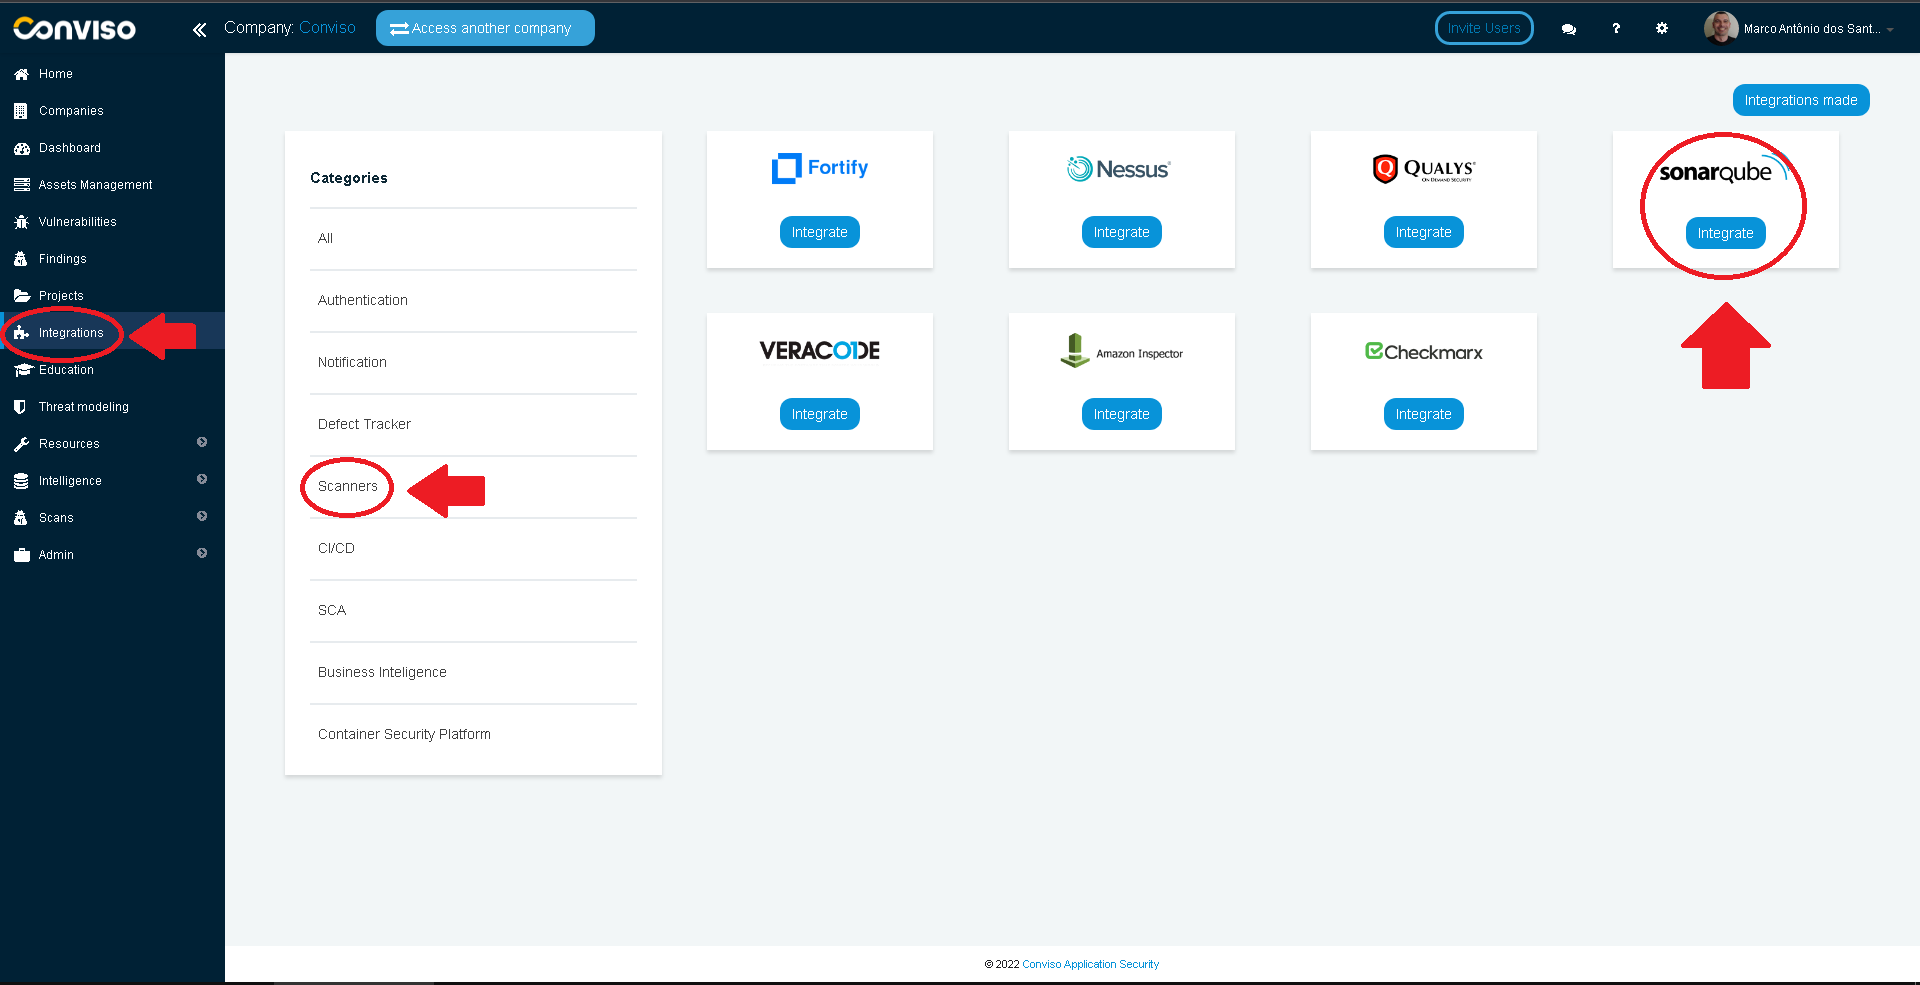 Conviso
Company: Conviso
Access another company
Invite Users
?
Marco Antônio dos Sant...
Home
Companies
Dashboard
Assets Management
Vulnerabilities
Findings
Projects
Integrations
Education
Threat modeling
Resources
Intelligence
Scans
Admin
Integrations made
Categories
All
Authentication
Notification
Defect Tracker
Scanners
CI/CD
SCA
Business Inteligence
Container Security Platform
Fortify
Integrate
Nessus
Integrate
QUALYS
ON DEMAND SECURITY
Integrate
sonarqube
Integrate
VERACODE
Integrate
Amazon Inspector
Integrate
Checkmarx
Integrate
© 2022 Conviso Application Security